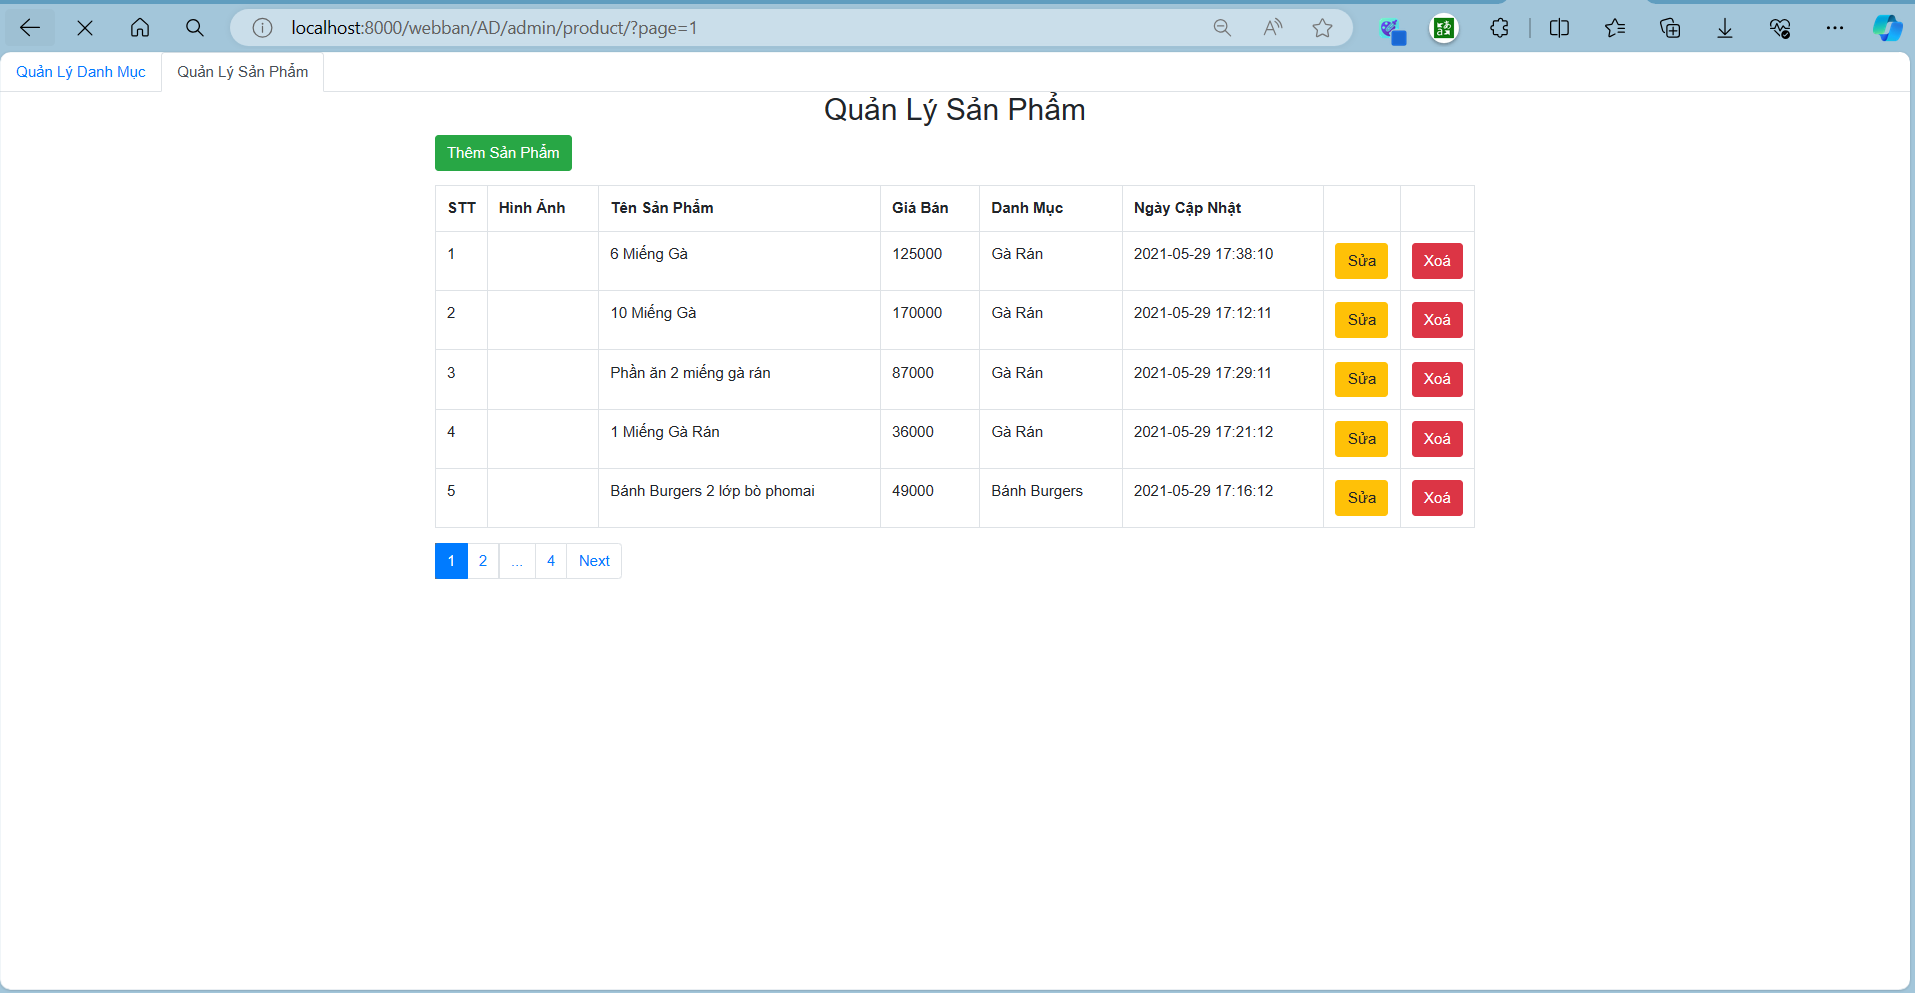 localhost:8000/webban/AD/admin/product/?page=1
Quản Lý Danh Mục Quản Lý Sản Phẩm
Quản Lý Sản Phẩm
Thêm Sản Phẩm
STT Hình Ảnh Tên Sản Phẩm Giá Bán Danh Mục Ngày Cập Nhật
1 6 Miếng Gà 125000 Gà Rán 2021-05-29 17:38:10 Sửa Xoá
2 10 Miếng Gà 170000 Gà Rán 2021-05-29 17:12:11 Sửa Xoá
3 Phần ăn 2 miếng gà rán 87000 Gà Rán 2021-05-29 17:29:11 Sửa Xoá
4 1 Miếng Gà Rán 36000 Gà Rán 2021-05-29 17:21:12 Sửa Xoá
5 Bánh Burgers 2 lớp bò phomai 49000 Bánh Burgers 2021-05-29 17:16:12 Sửa Xoá
1 2 ... 4 Next